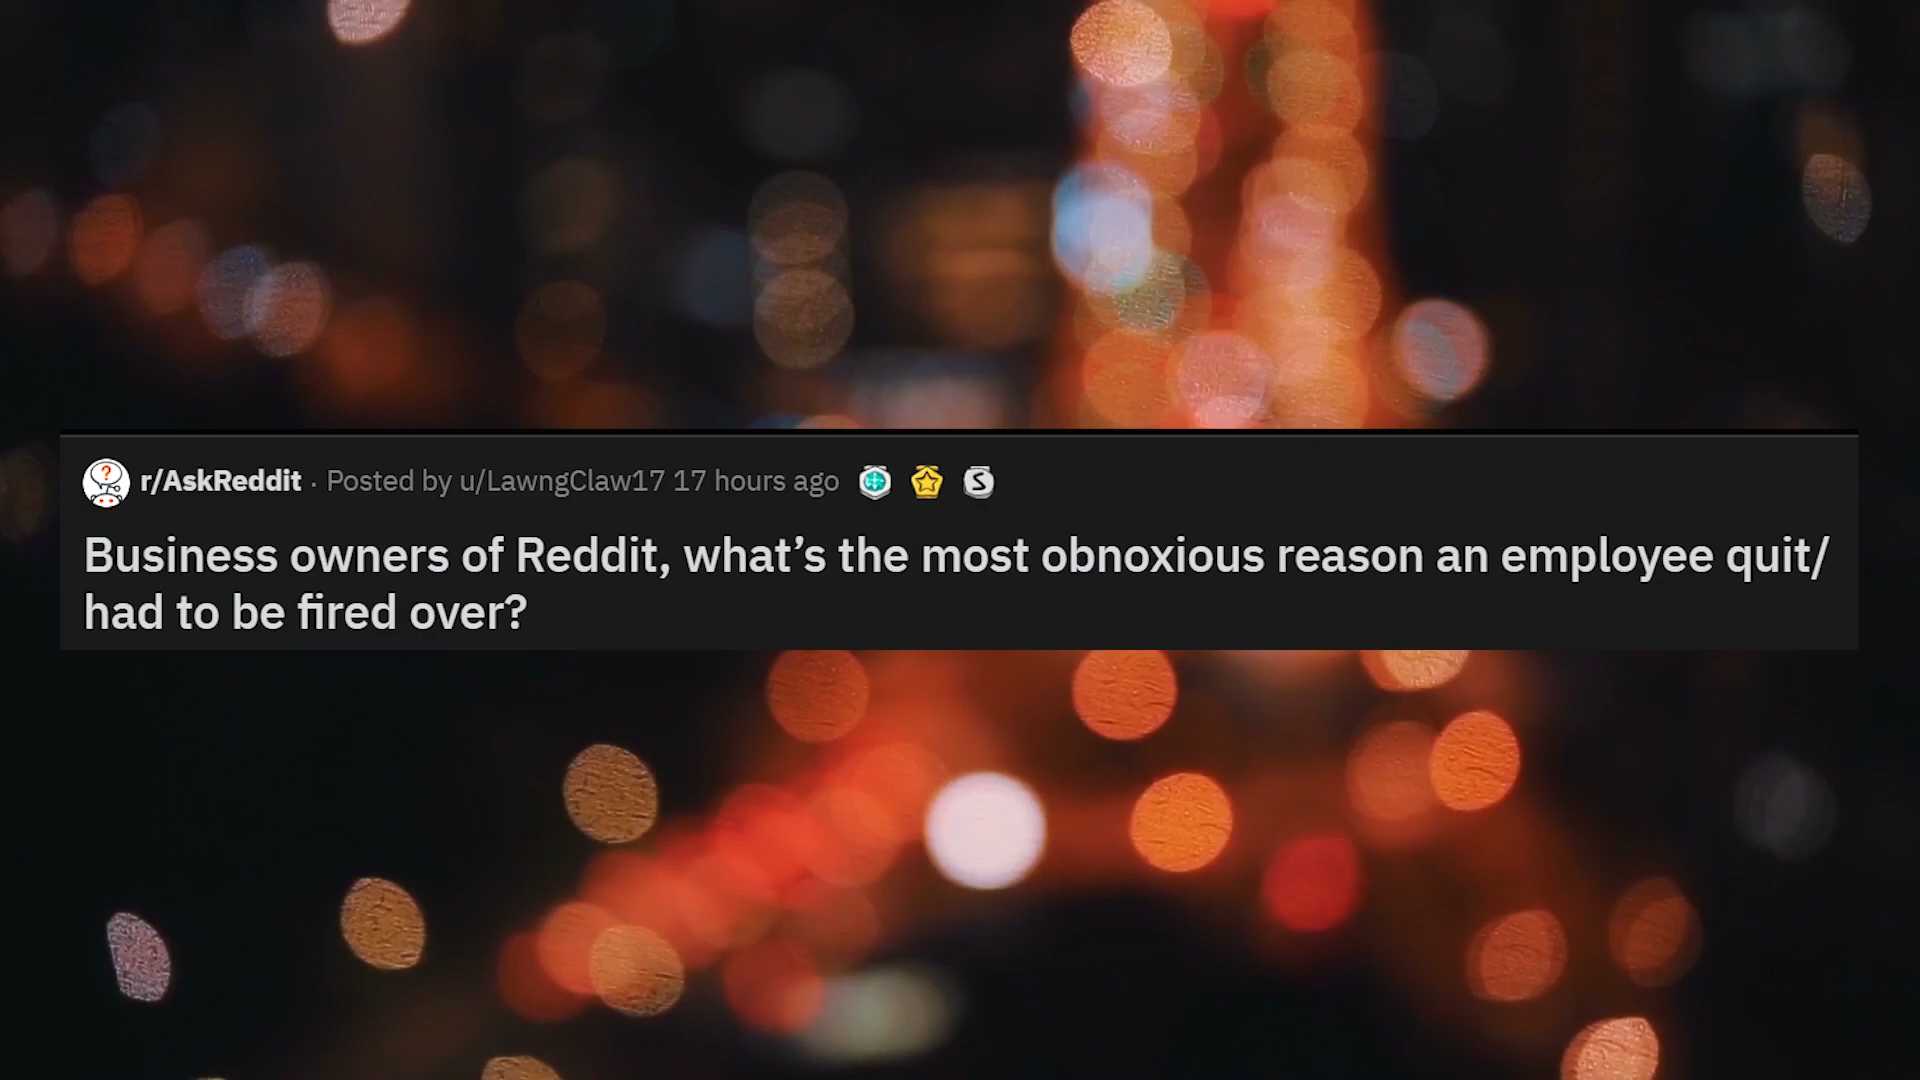 r/AskReddit · Posted by u/LawngClaw17 17 hours ago
Business owners of Reddit, what’s the most obnoxious reason an employee quit/
had to be fired over?